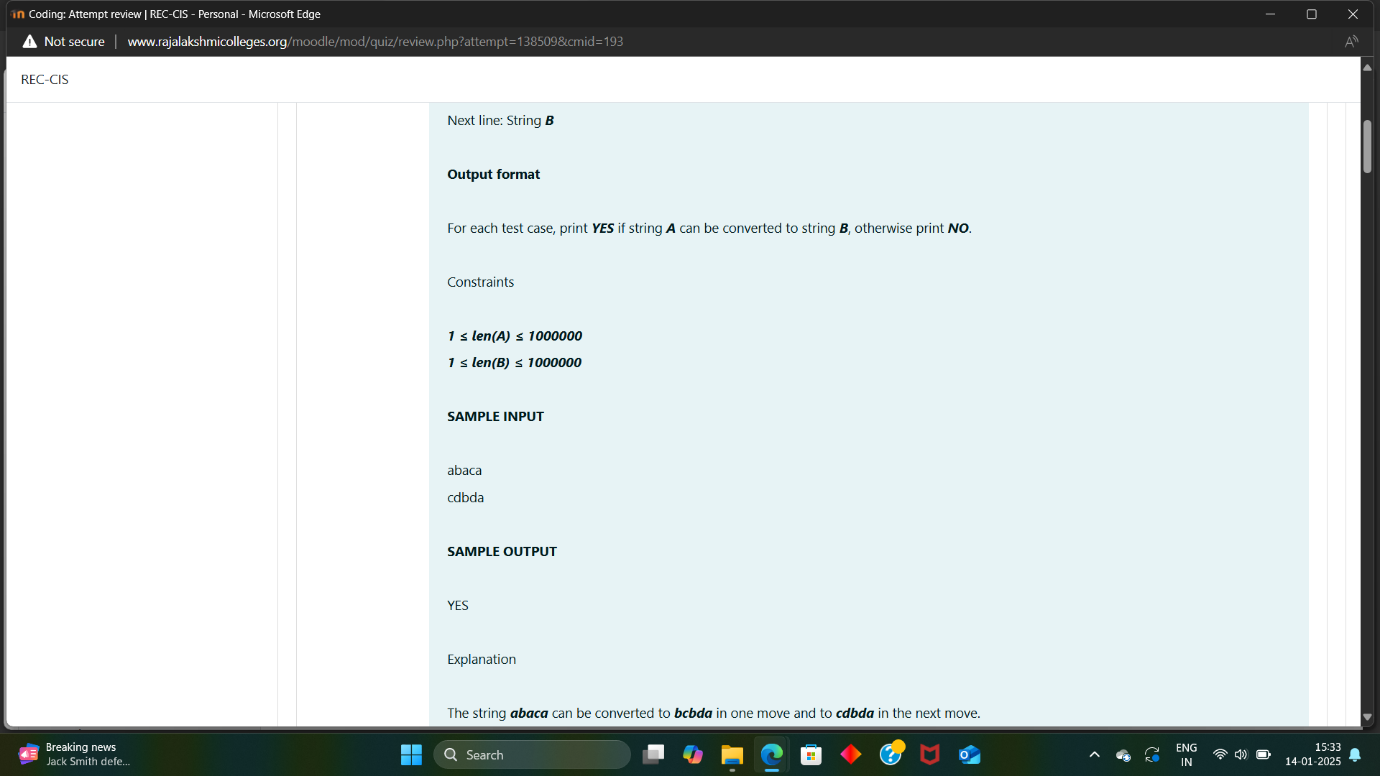 Coding: Attempt review | REC-CIS - Personal - Microsoft Edge
Not secure | www.rajalakshmicolleges.org/moodle/mod/quiz/review.php?attempt=138509&cmid=193
REC-CIS
Next line: String B
Output format
For each test case, print YES if string A can be converted to string B, otherwise print NO.
Constraints
1 ≤ len(A) ≤ 1000000
1 ≤ len(B) ≤ 1000000
SAMPLE INPUT
abaca
cdbda
SAMPLE OUTPUT
YES
Explanation
The string abaca can be converted to bcbda in one move and to cdbda in the next move.
Breaking news
Jack Smith defe...
Search
ENG
IN
15:33
14-01-2025